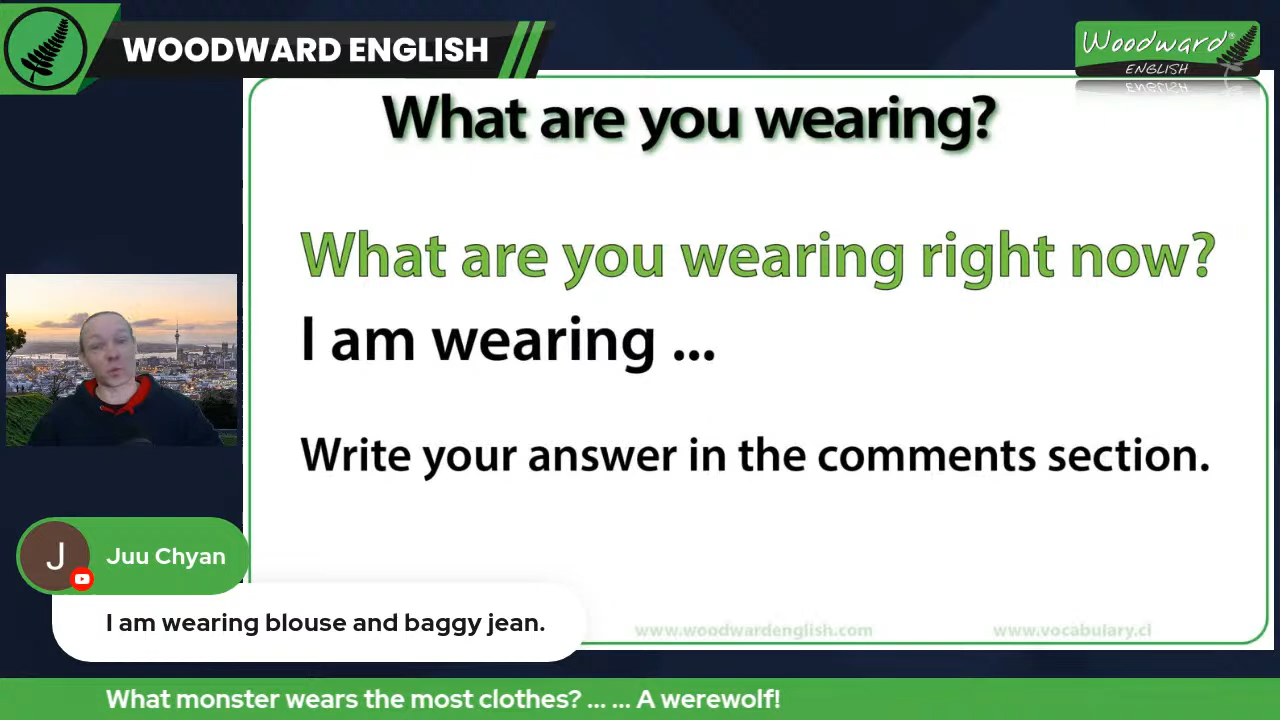 WOODWARD ENGLISH
Woodward®
ENGLISH
What are you wearing?
What are you wearing right now?
I am wearing ...
Write your answer in the comments section.
J
Juu Chyan
I am wearing blouse and baggy jean.
www.woodwardenglish.com
www.vocabulary.cl
What monster wears the most clothes? ... ... A werewolf!